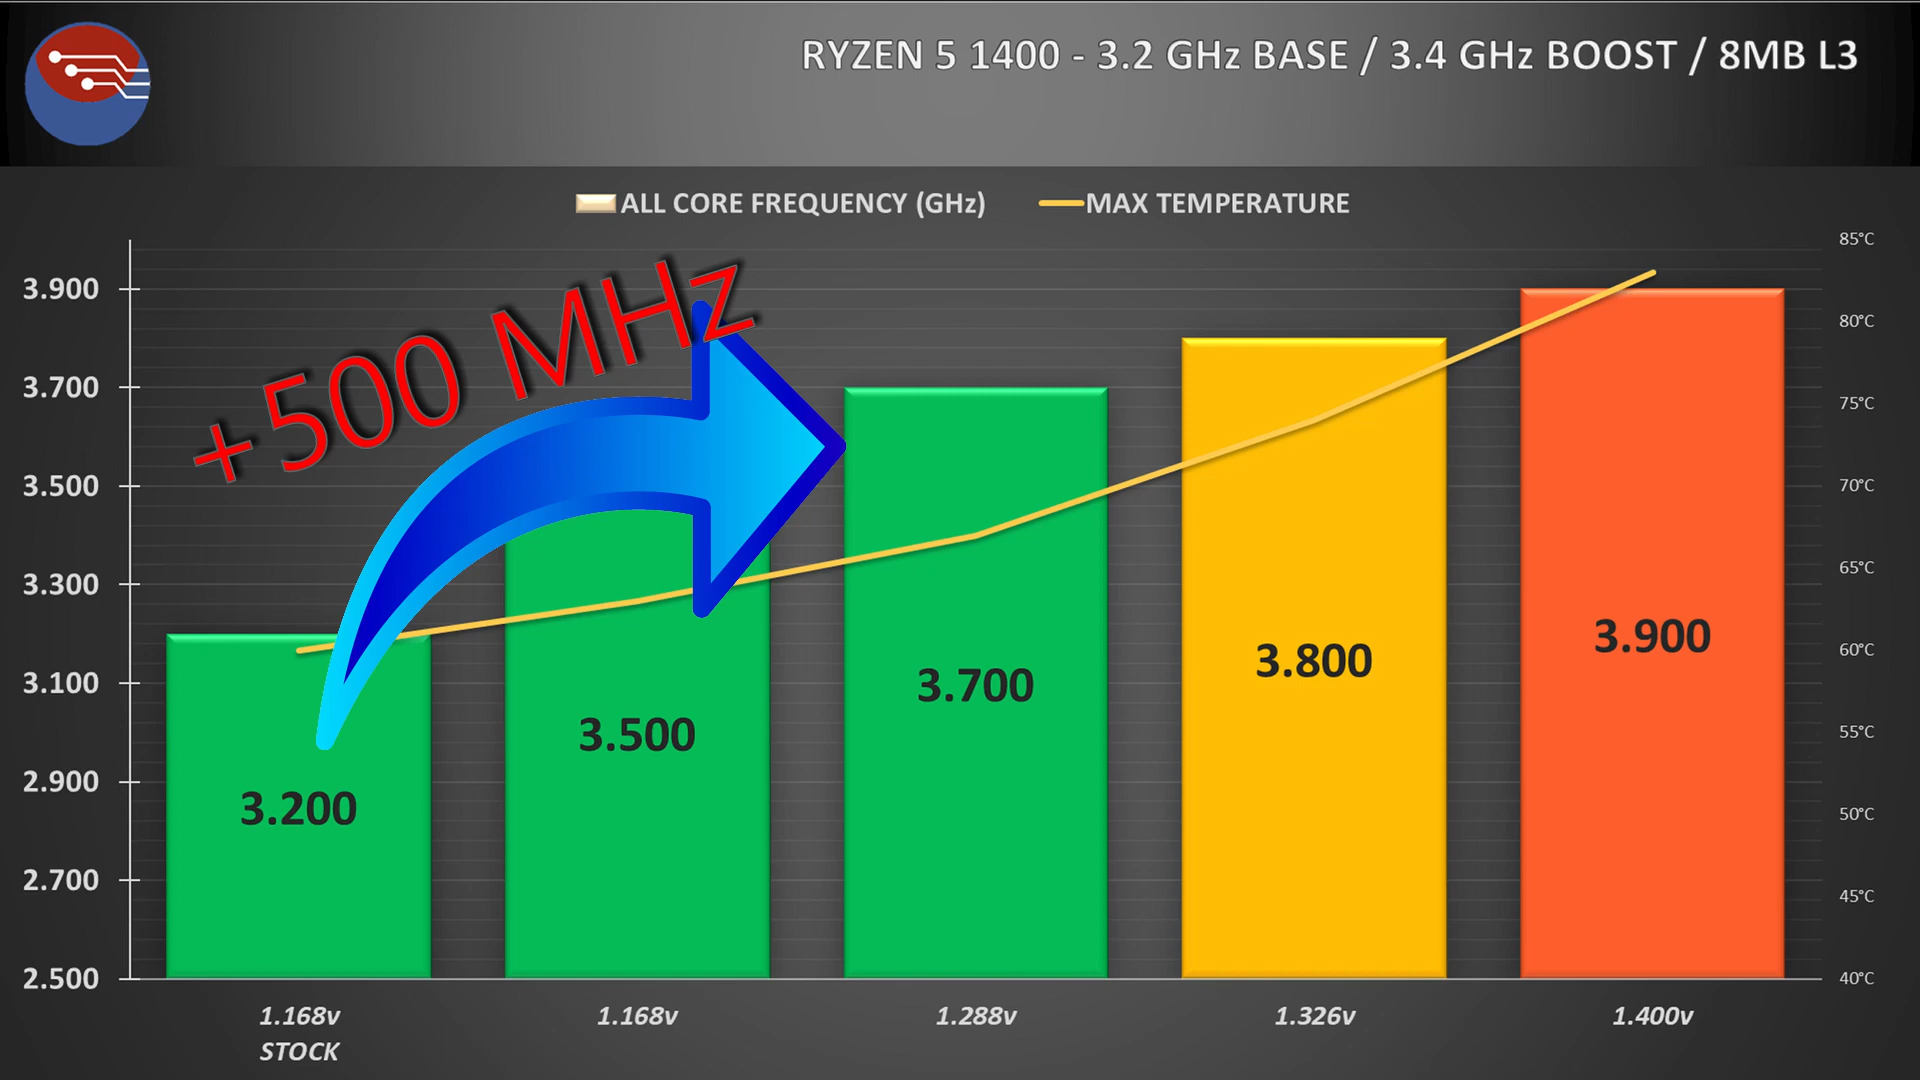 RYZEN 5 1400 - 3.2 GHz BASE / 3.4 GHz BOOST / 8MB L3
ALL CORE FREQUENCY (GHz) MAX TEMPERATURE
+500 MHz
3.900
3.700
3.500
3.300
3.100
2.900
2.700
2.500
3.200
3.500
3.700
3.800
3.900
85°C
80°C
75°C
70°C
65°C
60°C
55°C
50°C
45°C
40°C
1.168v STOCK
1.168v
1.288v
1.326v
1.400v